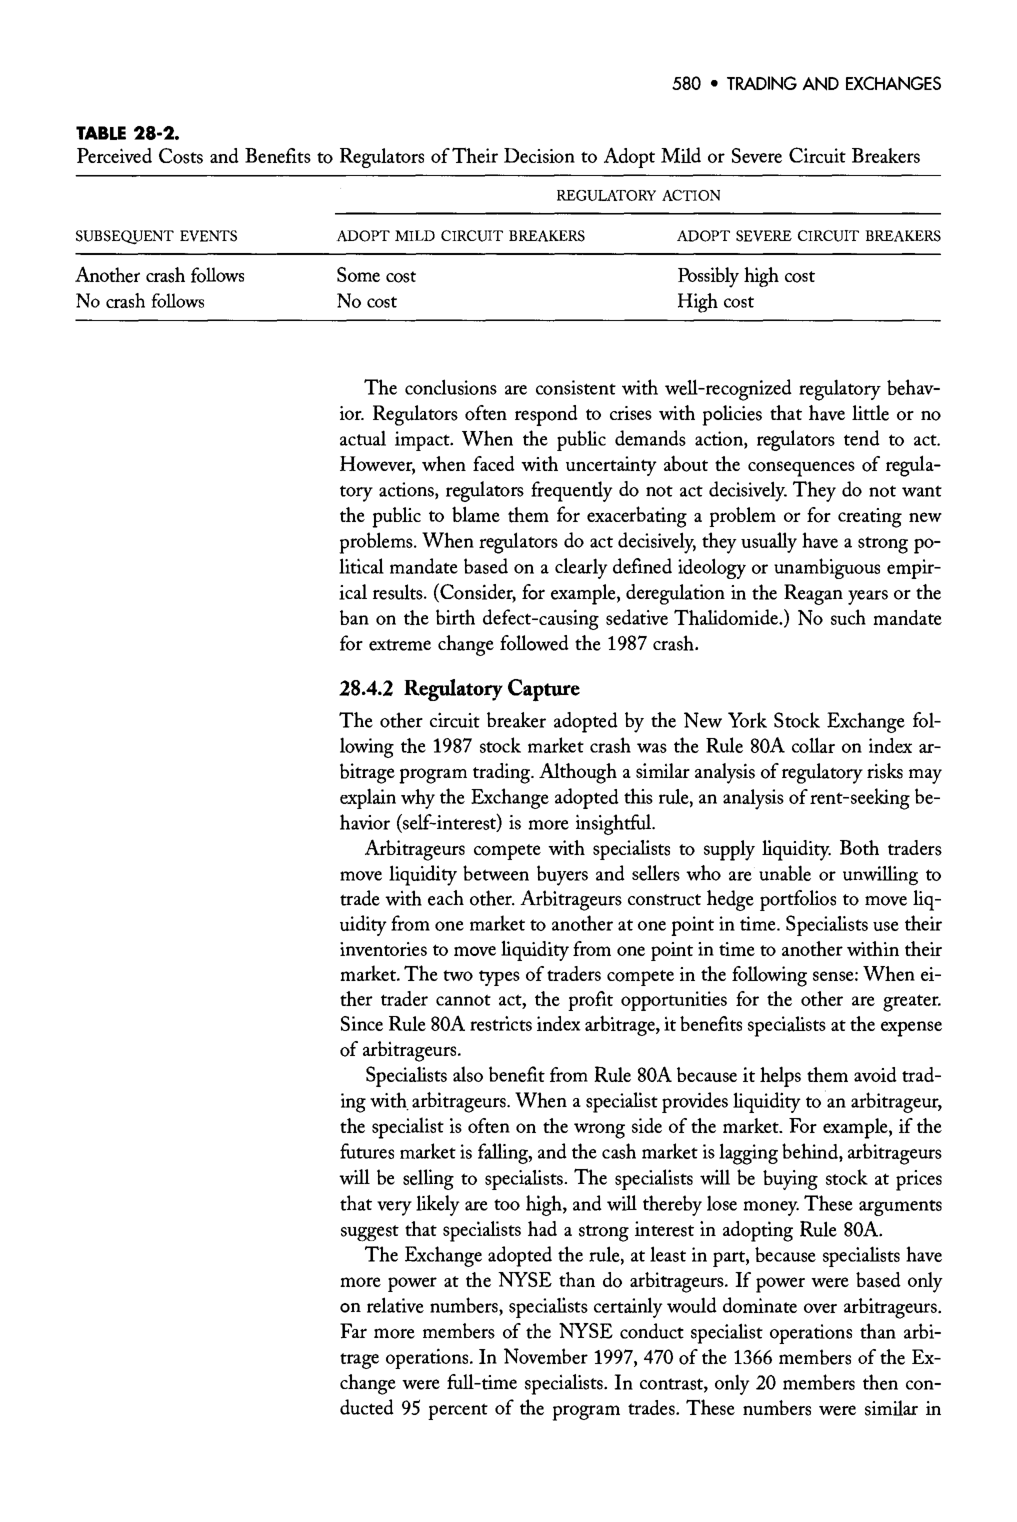 580 • TRADING AND EXCHANGES
TABLE 28-2.
Perceived Costs and Benefits to Regulators of Their Decision to Adopt Mild or Severe Circuit Breakers
REGULATORY ACTION
SUBSEQUENT EVENTS ADOPT MILD CIRCUIT BREAKERS ADOPT SEVERE CIRCUIT BREAKERS
Another crash follows Some cost Possibly high cost
No crash follows No cost High cost
The conclusions are consistent with well-recognized regulatory behav-
ior. Regulators often respond to crises with policies that have little or no
actual impact. When the public demands action, regulators tend to act.
However, when faced with uncertainty about the consequences of regula-
tory actions, regulators frequently do not act decisively. They do not want
the public to blame them for exacerbating a problem or for creating new
problems. When regulators do act decisively, they usually have a strong po-
litical mandate based on a clearly defined ideology or unambiguous empir-
ical results. (Consider, for example, deregulation in the Reagan years or the
ban on the birth defect-causing sedative Thalidomide.) No such mandate
for extreme change followed the 1987 crash.
28.4.2 Regulatory Capture
The other circuit breaker adopted by the New York Stock Exchange fol-
lowing the 1987 stock market crash was the Rule 80A collar on index ar-
bitrage program trading. Although a similar analysis of regulatory risks may
explain why the Exchange adopted this rule, an analysis of rent-seeking be-
havior (self-interest) is more insightful.
Arbitrageurs compete with specialists to supply liquidity. Both traders
move liquidity between buyers and sellers who are unable or unwilling to
trade with each other. Arbitrageurs construct hedge portfolios to move liq-
uidity from one market to another at one point in time. Specialists use their
inventories to move liquidity from one point in time to another within their
market. The two types of traders compete in the following sense: When ei-
ther trader cannot act, the profit opportunities for the other are greater.
Since Rule 80A restricts index arbitrage, it benefits specialists at the expense
of arbitrageurs.
Specialists also benefit from Rule 80A because it helps them avoid trad-
ing with arbitrageurs. When a specialist provides liquidity to an arbitrageur,
the specialist is often on the wrong side of the market. For example, if the
futures market is falling, and the cash market is lagging behind, arbitrageurs
will be selling to specialists. The specialists will be buying stock at prices
that very likely are too high, and will thereby lose money. These arguments
suggest that specialists had a strong interest in adopting Rule 80A.
The Exchange adopted the rule, at least in part, because specialists have
more power at the NYSE than do arbitrageurs. If power were based only
on relative numbers, specialists certainly would dominate over arbitrageurs.
Far more members of the NYSE conduct specialist operations than arbi-
trage operations. In November 1997, 470 of the 1366 members of the Ex-
change were full-time specialists. In contrast, only 20 members then con-
ducted 95 percent of the program trades. These numbers were similar in